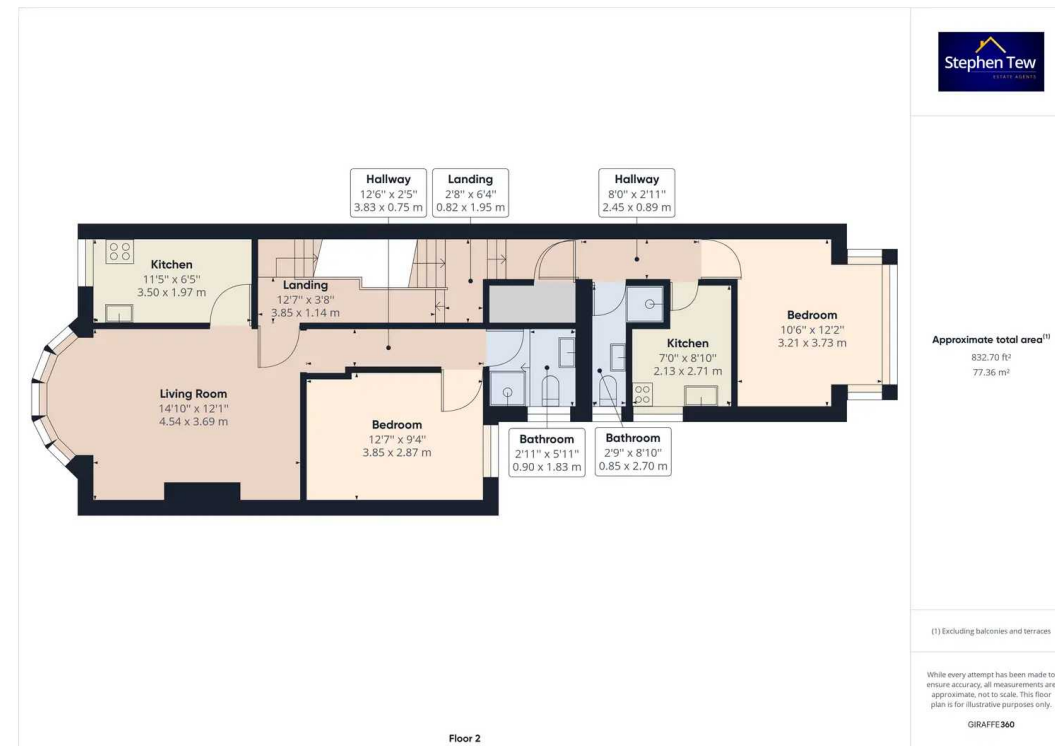 Stephen Tew
ESTATE AGENTS
Hallway
12'6" x 2'5"
3.83 x 0.75 m
Landing
2'8" x 6'4"
0.82 x 1.95 m
Hallway
8'0" x 2'11"
2.45 x 0.89 m
Kitchen
11'5" x 6'5"
3.50 x 1.97 m
Landing
12'7" x 3'8"
3.85 x 1.14 m
Kitchen
7'0" x 8'10"
2.13 x 2.71 m
Bedroom
10'6" x 12'2"
3.21 x 3.73 m
Living Room
14'10" x 12'1"
4.54 x 3.69 m
Bedroom
12'7" x 9'4"
3.85 x 2.87 m
Bathroom
2'11" x 5'11"
0.90 x 1.83 m
Bathroom
2'9" x 8'10"
0.85 x 2.70 m
Approximate total area(1)
832.70 ft²
77.36 m²
(1) Excluding balconies and terraces
While every attempt has been made to
ensure accuracy, all measurements are
approximate, not to scale. This floor
plan is for illustrative purposes only.
GIRAFFE360
Floor 2